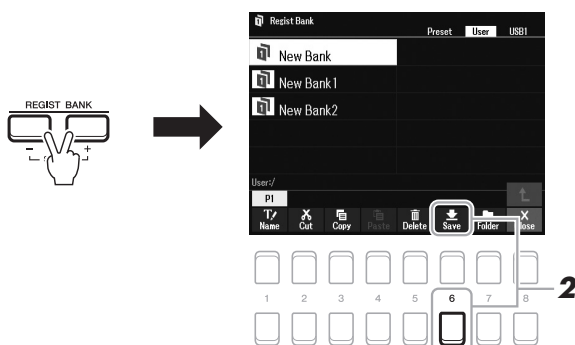 REGIST BANK
- +
Regist Bank
Preset User USB1
New Bank
New Bank1
New Bank2
User:/
P1
Name Cut Copy Paste Delete Save Folder Close
1 2 3 4 5 6 7 8
2